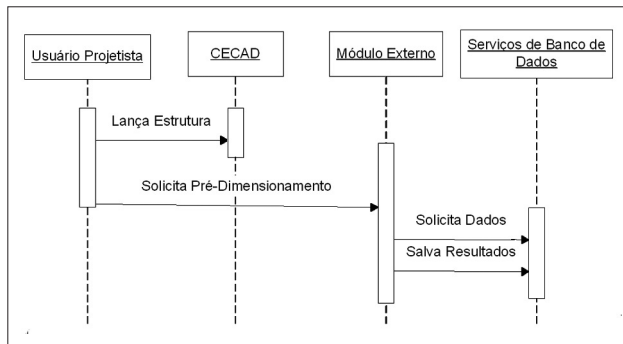 Usuário Projetista
CECAD
Módulo Externo
Serviços de Banco de
Dados
Lança Estrutura
Solicita Pré-Dimensionamento
Solicita Dados
Salva Resultados